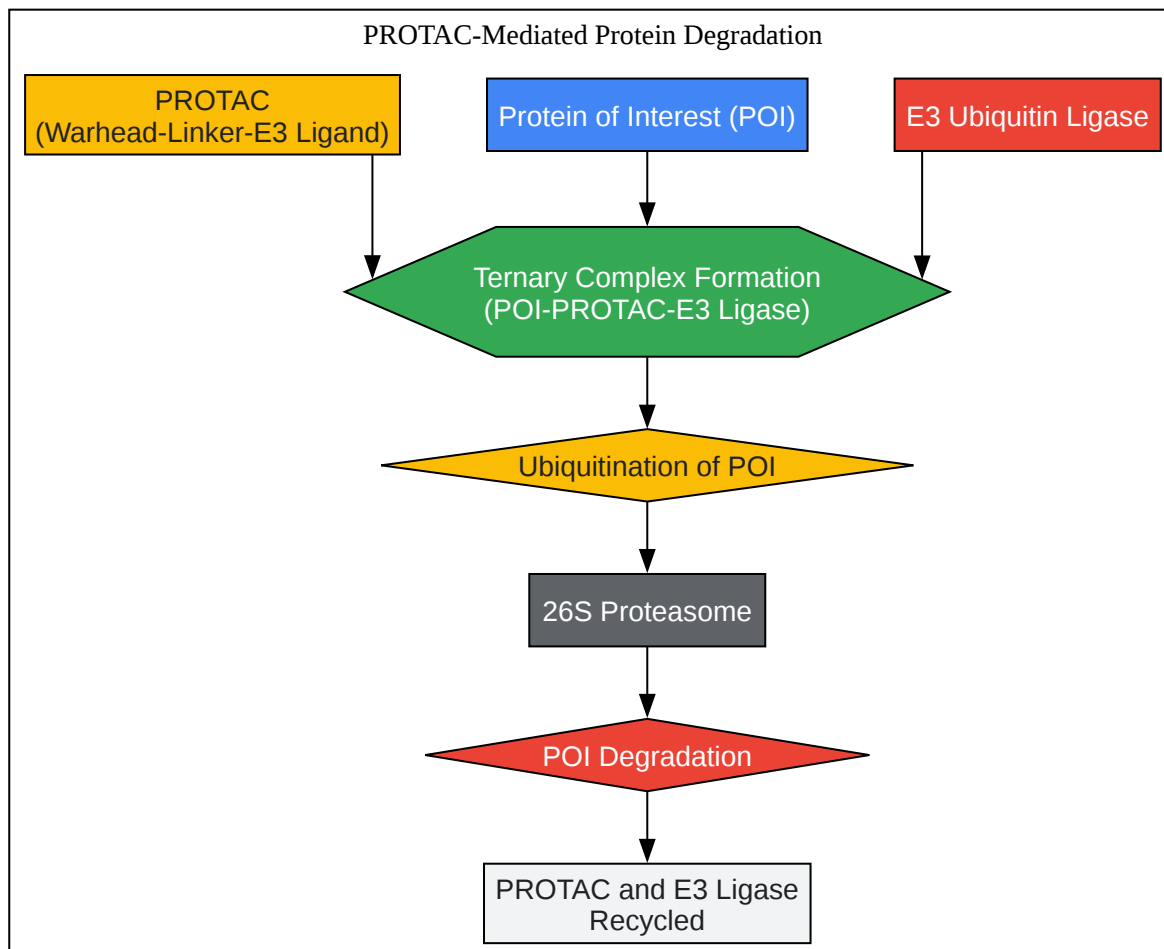 PROTAC-Mediated Protein Degradation
PROTAC
(Warhead-Linker-E3 Ligand)
Protein of Interest (POI)
E3 Ubiquitin Ligase
Ternary Complex Formation
(POI-PROTAC-E3 Ligase)
Ubiquitination of POI
26S Proteasome
POI Degradation
PROTAC and E3 Ligase
Recycled